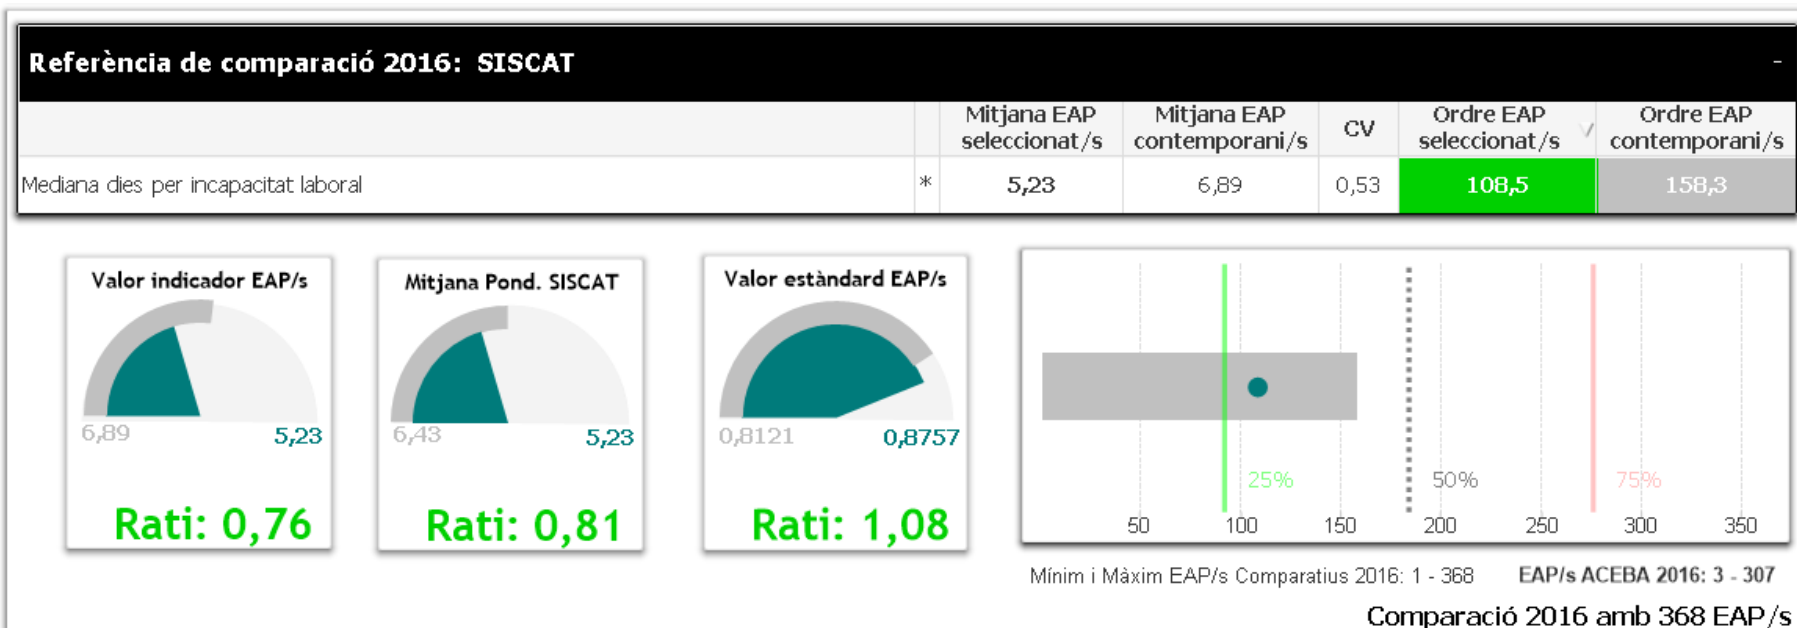 Referència de comparació 2016: SISCAT -
Mitjana EAP seleccionat/s Mitjana EAP contemporani/s CV Ordre EAP seleccionat/s Ordre EAP contemporani/s
Mediana dies per incapacitat laboral * 5,23 6,89 0,53 108,5 158,3
Valor indicador EAP/s
6,89 5,23
Rati: 0,76
Mitjana Pond. SISCAT
6,43 5,23
Rati: 0,81
Valor estàndard EAP/s
0,8121 0,8757
Rati: 1,08
25% 50% 75%
50 100 150 200 250 300 350
Mínim i Màxim EAP/s Comparatius 2016: 1 - 368 EAP/s ACEBA 2016: 3 - 307
Comparació 2016 amb 368 EAP/s